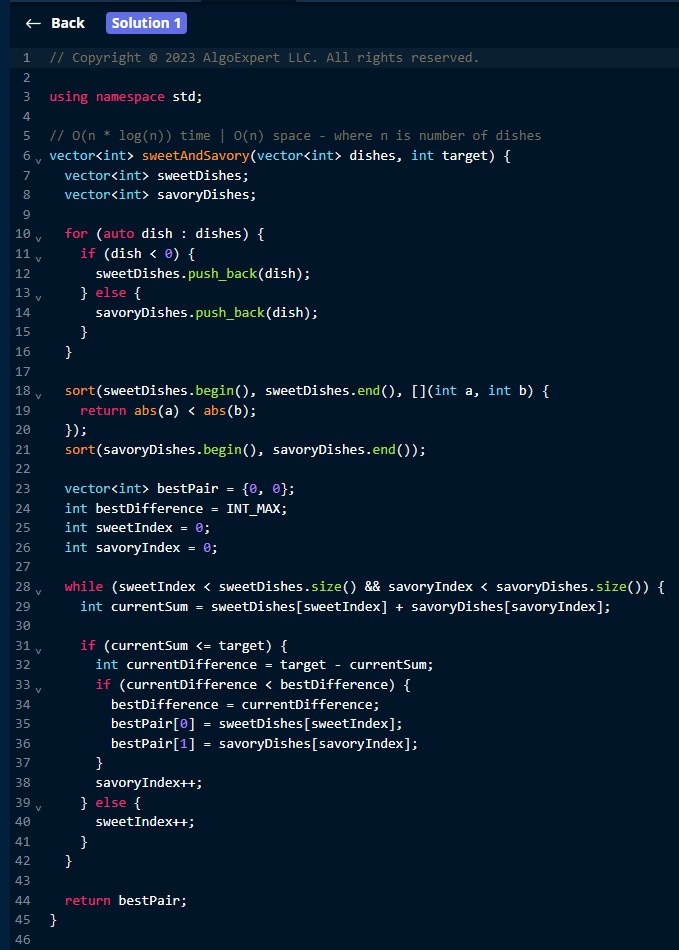 ← Back Solution 1
1 // Copyright © 2023 AlgoExpert LLC. All rights reserved.
2
3 using namespace std;
4
5 // O(n * log(n)) time | O(n) space - where n is number of dishes
6 vector<int> sweetAndSavory(vector<int> dishes, int target) {
7   vector<int> sweetDishes;
8   vector<int> savoryDishes;
9
10   for (auto dish : dishes) {
11     if (dish < 0) {
12       sweetDishes.push_back(dish);
13     } else {
14       savoryDishes.push_back(dish);
15     }
16   }
17
18   sort(sweetDishes.begin(), sweetDishes.end(), [](int a, int b) {
19     return abs(a) < abs(b);
20   });
21   sort(savoryDishes.begin(), savoryDishes.end());
22
23   vector<int> bestPair = {0, 0};
24   int bestDifference = INT_MAX;
25   int sweetIndex = 0;
26   int savoryIndex = 0;
27
28   while (sweetIndex < sweetDishes.size() && savoryIndex < savoryDishes.size()) {
29     int currentSum = sweetDishes[sweetIndex] + savoryDishes[savoryIndex];
30
31     if (currentSum <= target) {
32       int currentDifference = target - currentSum;
33       if (currentDifference < bestDifference) {
34         bestDifference = currentDifference;
35         bestPair[0] = sweetDishes[sweetIndex];
36         bestPair[1] = savoryDishes[savoryIndex];
37       }
38       savoryIndex++;
39     } else {
40       sweetIndex++;
41     }
42   }
43
44   return bestPair;
45 }
46